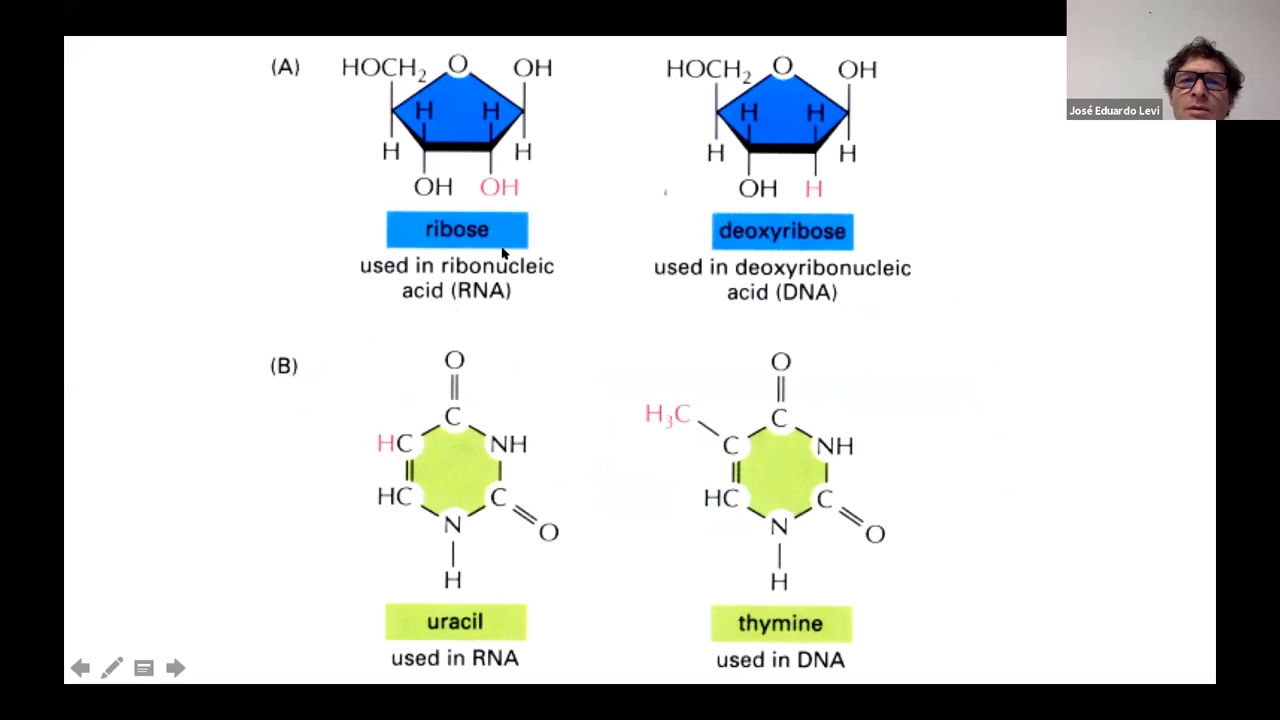 José Eduardo Levi
(A)
HOCH2 O OH
H H
H H
OH OH
ribose
used in ribonucleic
acid (RNA)
HOCH2 O OH
H H
H H
OH H
deoxyribose
used in deoxyribonucleic
acid (DNA)
(B)
O
C
HC NH
HC C
N O
H
uracil
used in RNA
O
H3C C
C NH
HC C
N O
H
thymine
used in DNA